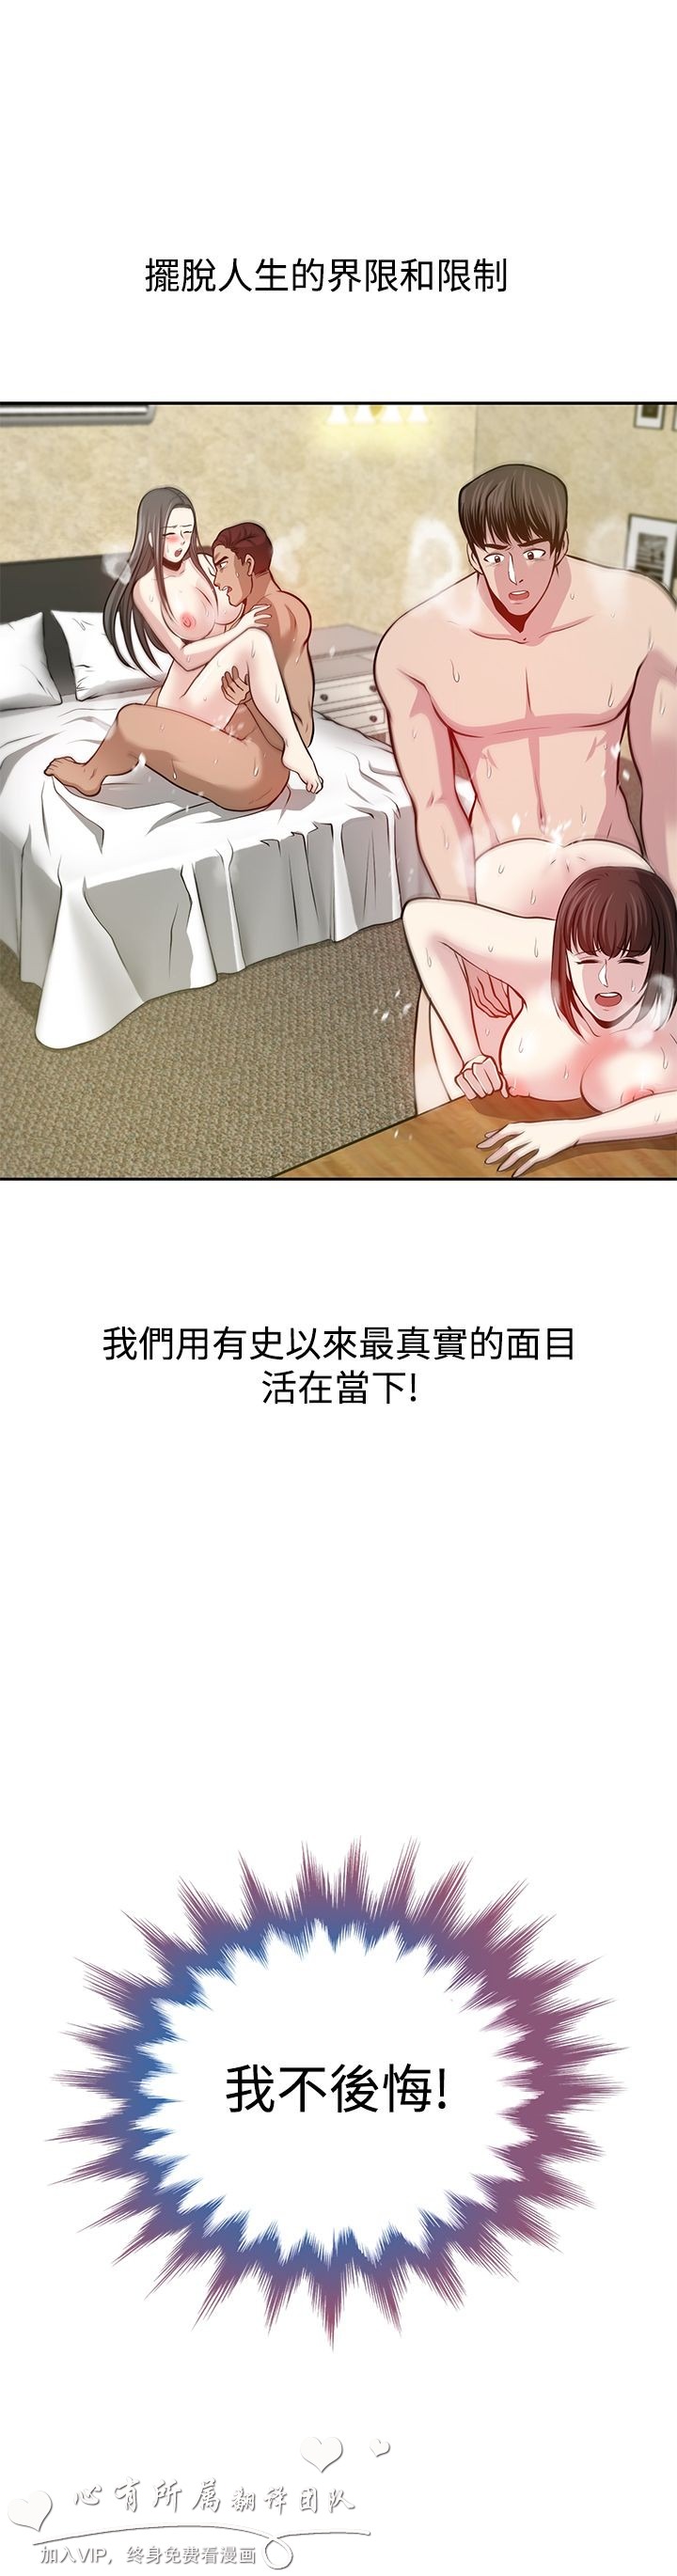 擺脫人生的界限和限制
我們用有史以來最真實的面目
活在當下!
我不後悔!
心有所属翻译团队
加入VIP，终身免费看漫画